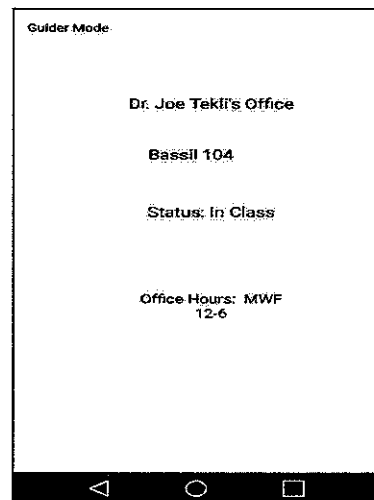 Guider Mode
Dr. Joe Tekli's Office
Bassil 104
Status: In Class
Office Hours: MWF
12-6